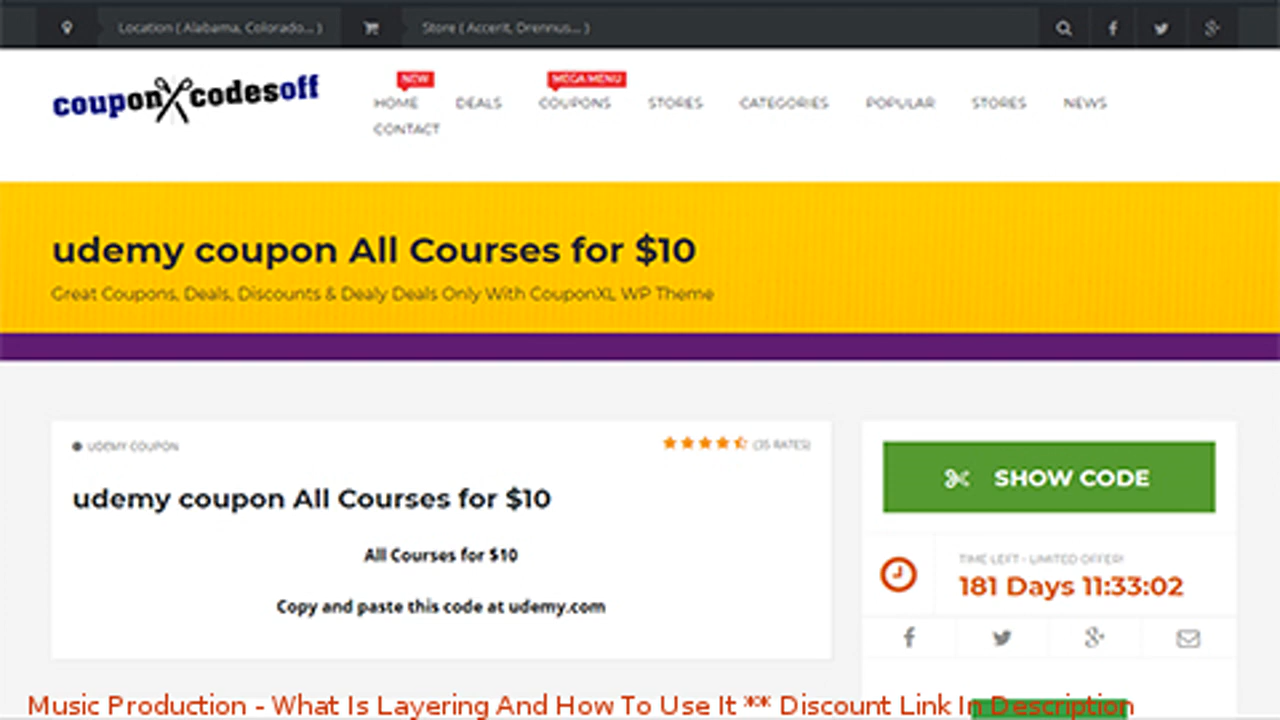 Location ( Alabama, Colorado... )
Store ( Accent, Drennus... )
couponXcodesoff
NEW
MEGA MENU
HOME DEALS COUPONS STORES CATEGORIES POPULAR STORES NEWS
CONTACT
udemy coupon All Courses for $10
Great Coupons, Deals, Discounts & Dealy Deals Only With CouponXL WP Theme
UDEMY COUPON
(35 RATES)
udemy coupon All Courses for $10
All Courses for $10
Copy and paste this code at udemy.com
SHOW CODE
TIME LEFT - LIMITED OFFER!
181 Days 11:33:02
Music Production - What Is Layering And How To Use It ** Discount Link In Description